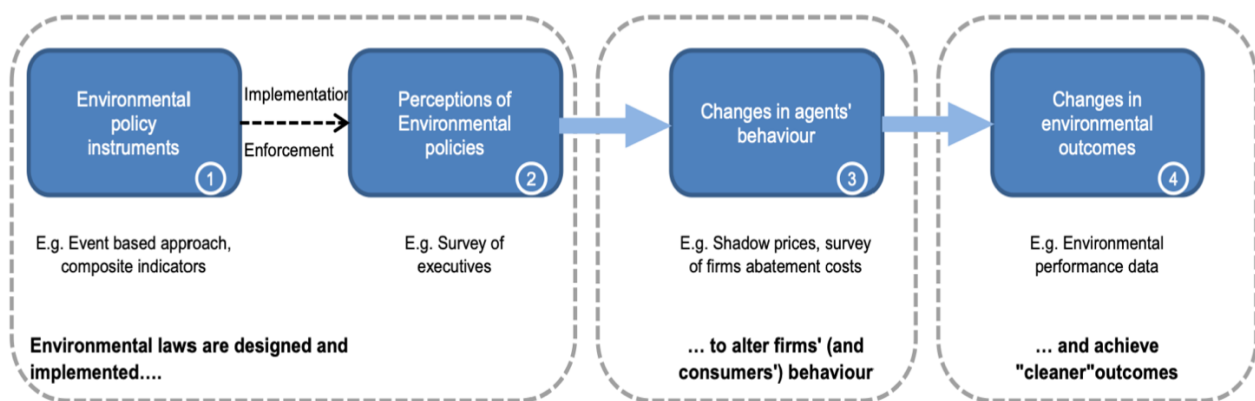 Environmental
policy
instruments
1
Implementation
Enforcement
Perceptions of
Environmental
policies
2
Changes in agents'
behaviour
3
Changes in
environmental
outcomes
4
E.g. Event based approach,
composite indicators
E.g. Survey of
executives
E.g. Shadow prices, survey
of firms abatement costs
E.g. Environmental
performance data
Environmental laws are designed and
implemented….
… to alter firms' (and
consumers') behaviour
… and achieve
"cleaner"outcomes